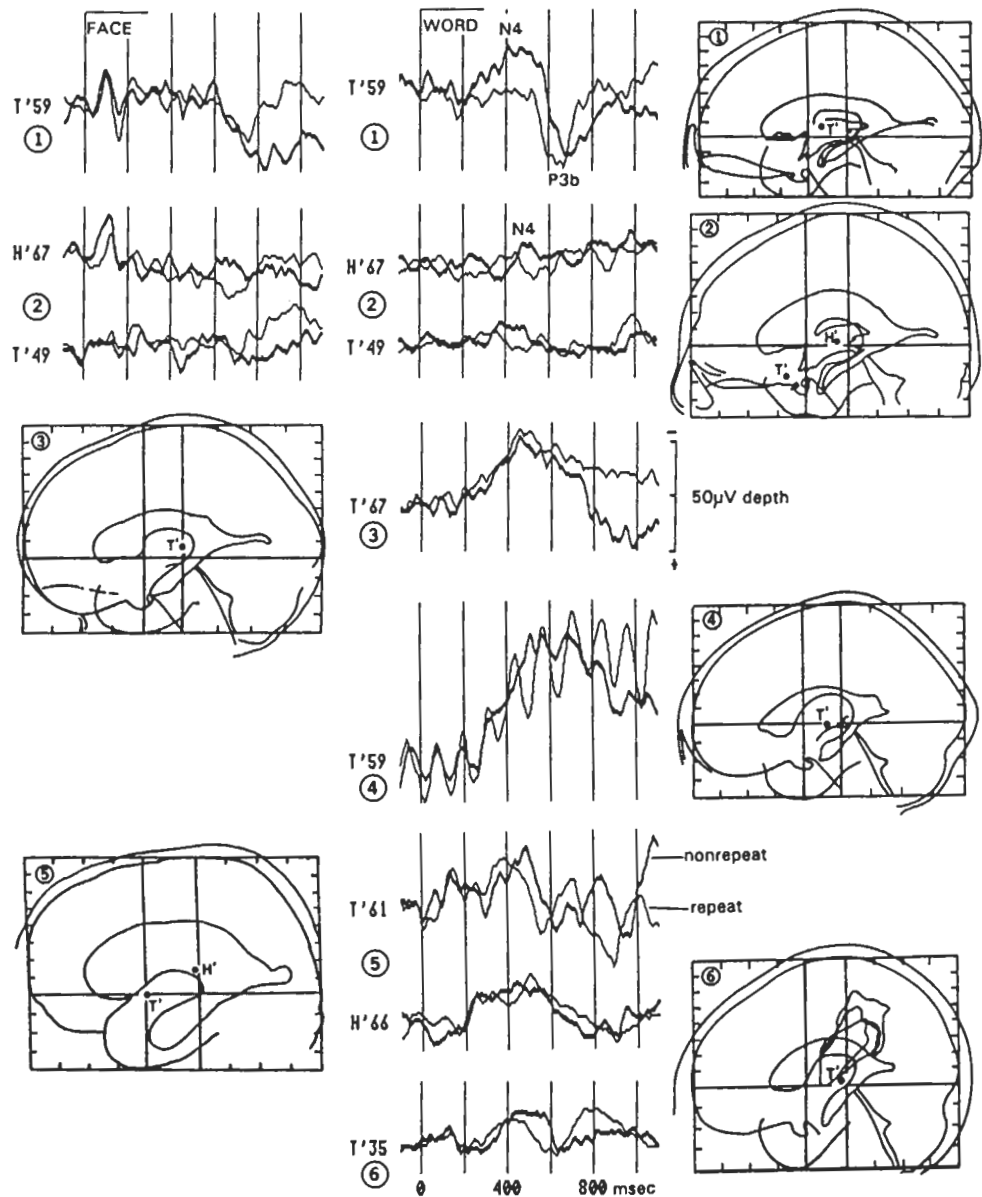 FACE
WORD
N4
①
T'59
①
T'59
①
T'
P3b
②
H'67
②
T'49
N4
H'67
②
T'49
H'
T'
③
T'
T'67
③
−
50µV depth
+
④
T'
T'59
④
⑤
H'
T'
nonrepeat
T'61
repeat
⑤
H'66
⑥
T'
T'35
⑥
0 400 800 msec